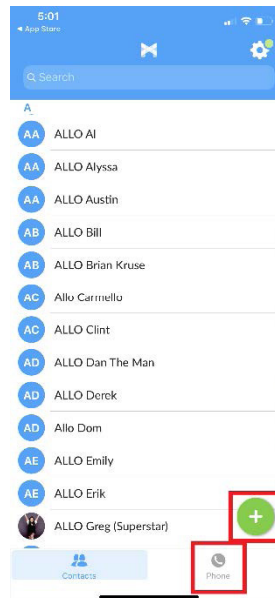 5:01
◄ App Store
Search
A
AA ALLO Al
AA ALLO Alyssa
AA ALLO Austin
AB ALLO Bill
AB ALLO Brian Kruse
AC Allo Carmello
AC ALLO Clint
AD ALLO Dan The Man
AD ALLO Derek
AD Allo Dom
AE ALLO Emily
AE ALLO Erik
ALLO Greg (Superstar)
+
Contacts
Phone